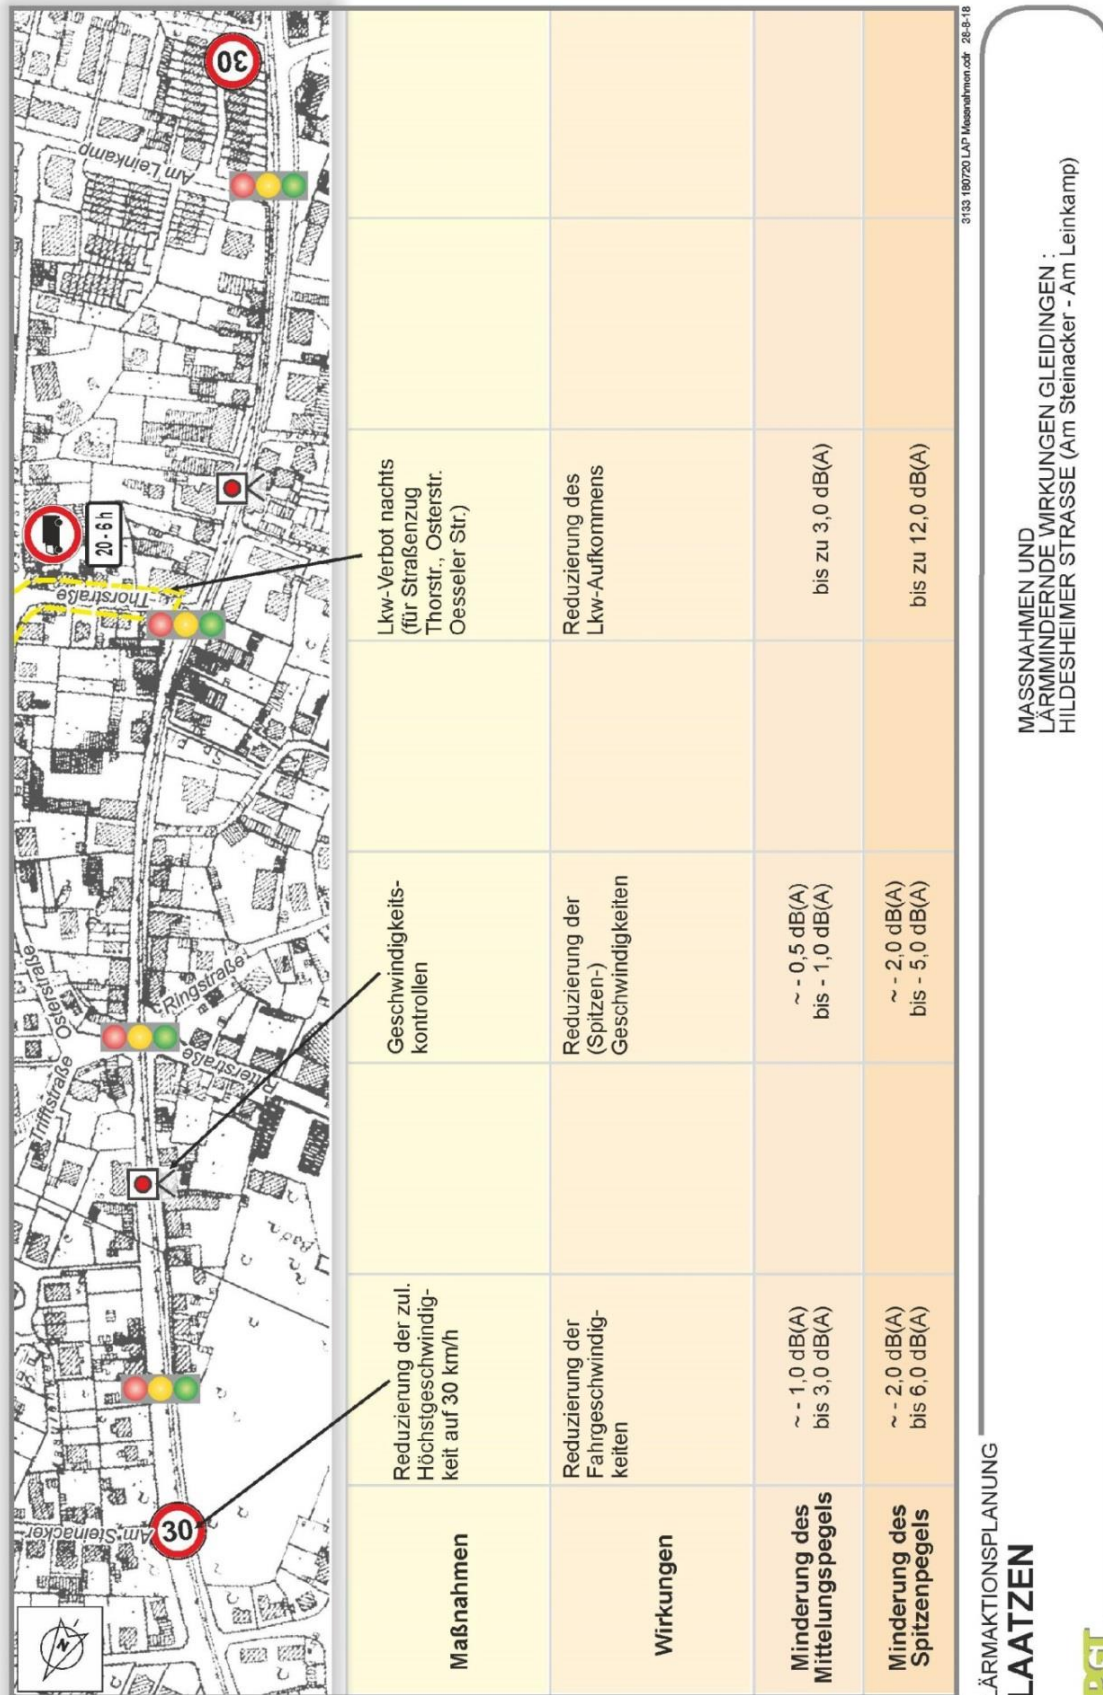 Am Steinacker
30
Triftstraße
Osterstraße
Ritterstraße
Ringstraße
Thorstraße
20 - 6 h
Am Leinkamp
30
N
Maßnahmen
Reduzierung der zul.
Höchstgeschwindig-
keit auf 30 km/h
Geschwindigkeits-
kontrollen
Lkw-Verbot nachts
(für Straßenzug
Thorstr., Osterstr.
Oesseler Str.)
Wirkungen
Reduzierung der
Fahrgeschwindig-
keiten
Reduzierung der
(Spitzen-)
Geschwindigkeiten
Reduzierung des
Lkw-Aufkommens
Minderung des
Mittelungspegels
~ - 1,0 dB(A)
bis 3,0 dB(A)
~ - 0,5 dB(A)
bis - 1,0 dB(A)
bis zu 3,0 dB(A)
Minderung des
Spitzenpegels
~ - 2,0 dB(A)
bis 6,0 dB(A)
~ - 2,0 dB(A)
bis - 5,0 dB(A)
bis zu 12,0 dB(A)
3133 180720 LAP Massnahmen.cdr 28-8-18
LÄRMAKTIONSPLANUNG
LAATZEN
MASSNAHMEN UND
LÄRMMINDERNDE WIRKUNGEN GLEIDINGEN :
HILDESHEIMER STRASSE (Am Steinacker - Am Leinkamp)